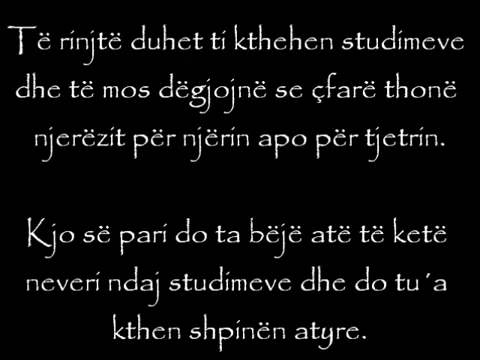 Të rinjtë duhet ti kthehen studimeve
dhe të mos dëgjojnë se çfarë thonë
njerëzit për njërin apo për tjetrin.
Kjo së pari do ta bëjë atë të ketë
neveri ndaj studimeve dhe do tu´a
kthen shpinën atyre.